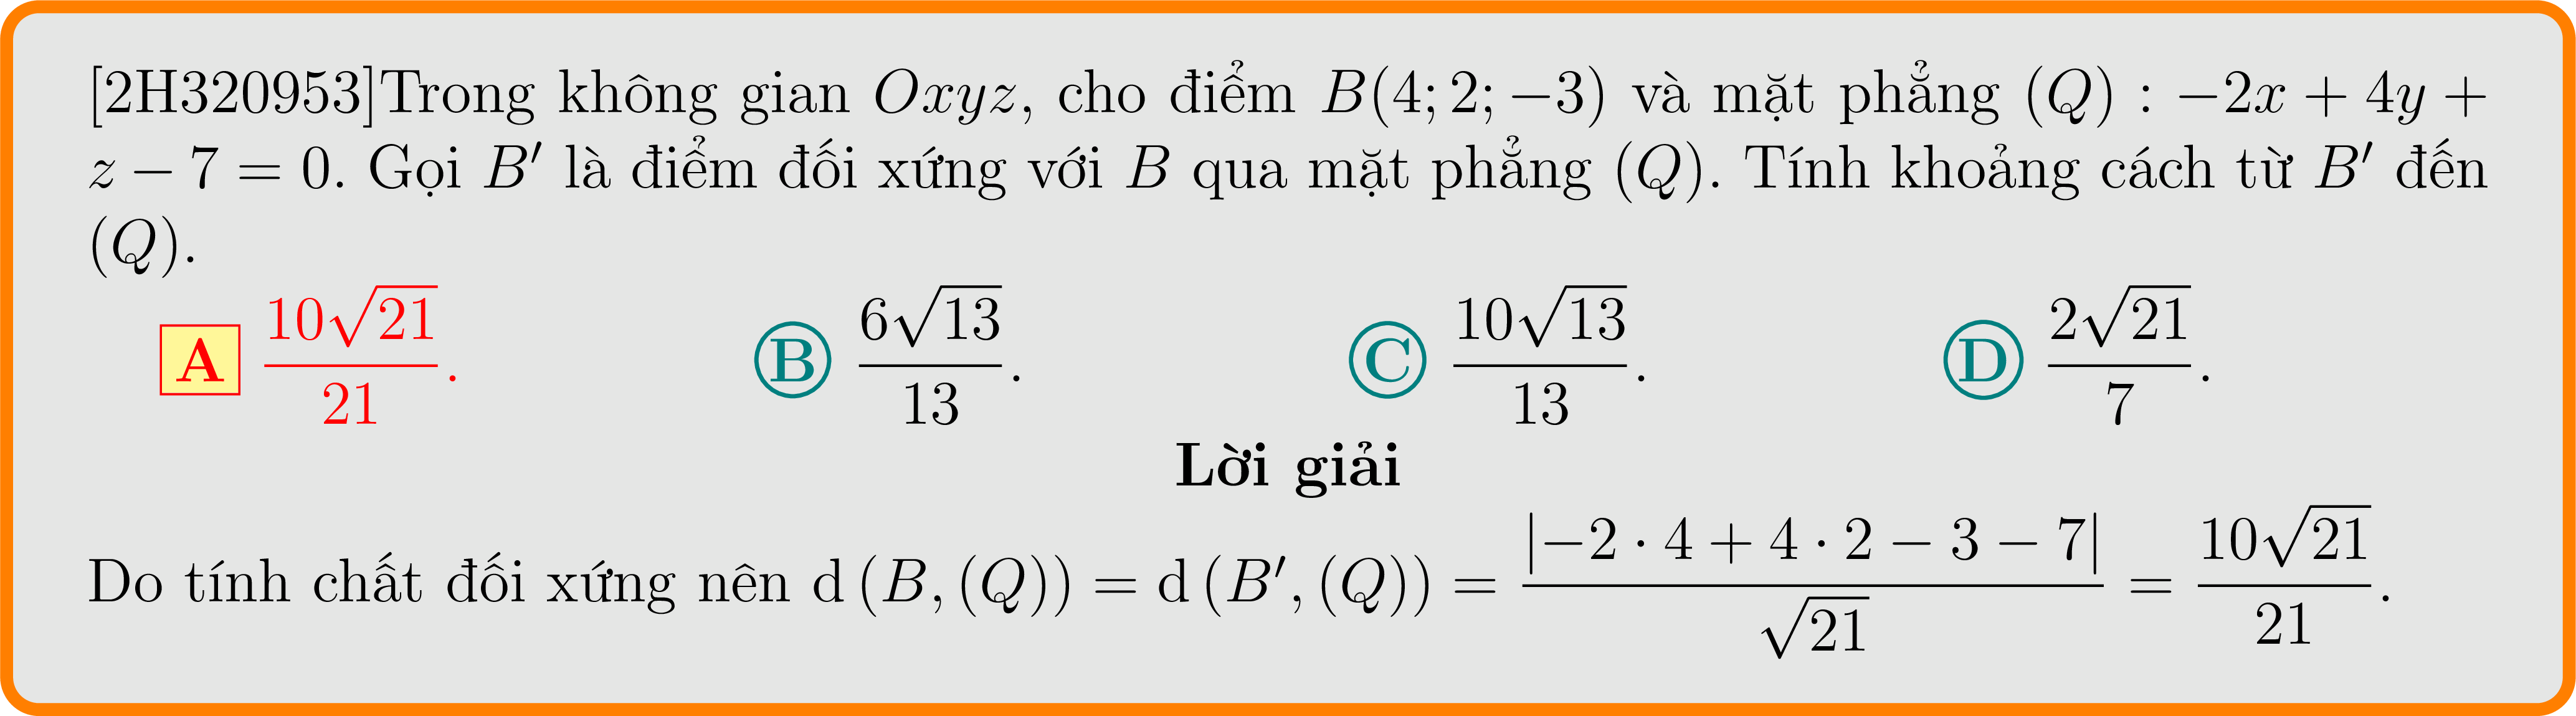 [2H320953]Trong không gian Oxyz, cho điểm B(4; 2; −3) và mặt phẳng (Q) : −2x + 4y +
z − 7 = 0. Gọi B′ là điểm đối xứng với B qua mặt phẳng (Q). Tính khoảng cách từ B′ đến
(Q).
A $\frac{10\sqrt{21}}{21}$. B $\frac{6\sqrt{13}}{13}$. C $\frac{10\sqrt{13}}{13}$. D $\frac{2\sqrt{21}}{7}$.
Lời giải
Do tính chất đối xứng nên d (B, (Q)) = d (B′, (Q)) = $\frac{|-2 \cdot 4 + 4 \cdot 2 - 3 - 7|}{\sqrt{21}}$ = $\frac{10\sqrt{21}}{21}$.